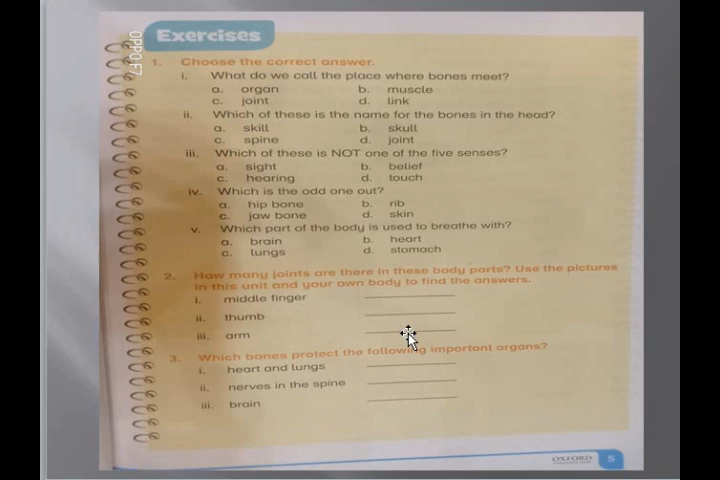 Exercises
OPPO F7
1. Choose the correct answer.
i. What do we call the place where bones meet?
a. organ b. muscle
c. joint d. link
ii. Which of these is the name for the bones in the head?
a. skill b. skull
c. spine d. joint
iii. Which of these is NOT one of the five senses?
a. sight b. belief
c. hearing d. touch
iv. Which is the odd one out?
a. hip bone b. rib
c. jaw bone d. skin
v. Which part of the body is used to breathe with?
a. brain b. heart
c. lungs d. stomach
2. How many joints are there in these body parts? Use the pictures
in this unit and your own body to find the answers.
i. middle finger
ii. thumb
iii. arm
3. Which bones protect the following important organs?
i. heart and lungs
ii. nerves in the spine
iii. brain
OXFORD
5